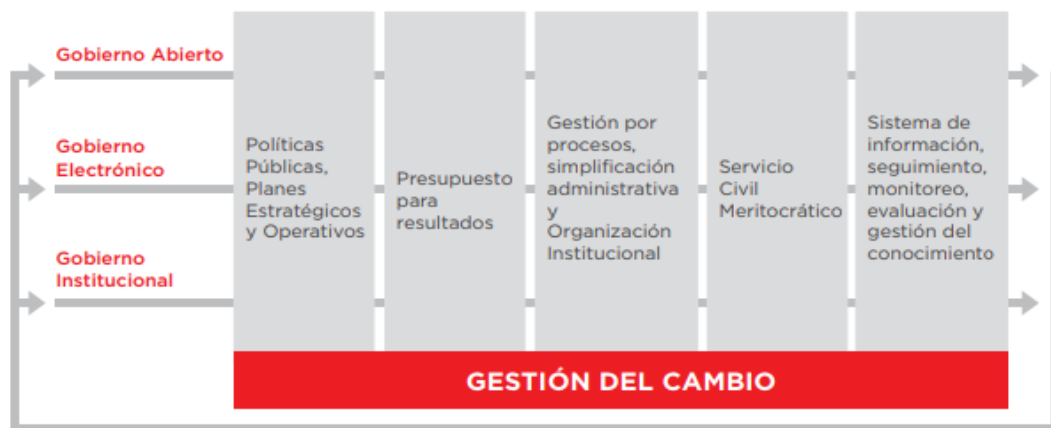 Gobierno Abierto
Gobierno
Electrónico
Gobierno
Institucional
Políticas
Públicas,
Planes
Estratégicos
y Operativos
Presupuesto
para
resultados
Gestión por
procesos,
simplificación
administrativa
y
Organización
Institucional
Servicio
Civil
Meritocrático
Sistema de
información,
seguimiento,
monitoreo,
evaluación y
gestión del
conocimiento
GESTIÓN DEL CAMBIO